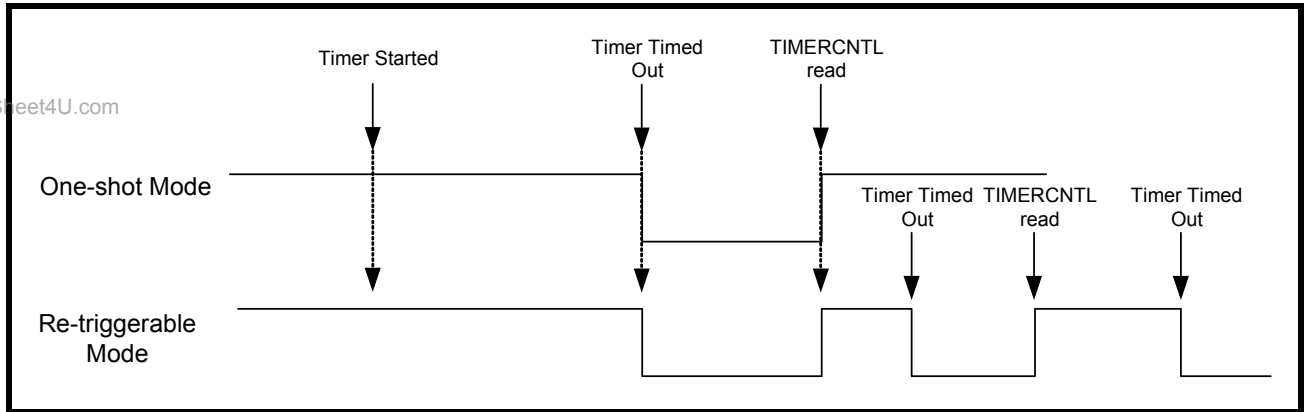 Timer Started
Timer Timed
Out
TIMERCNTL
read
heet4U.com
One-shot Mode
Timer Timed
Out
TIMERCNTL
read
Timer Timed
Out
Re-triggerable
Mode